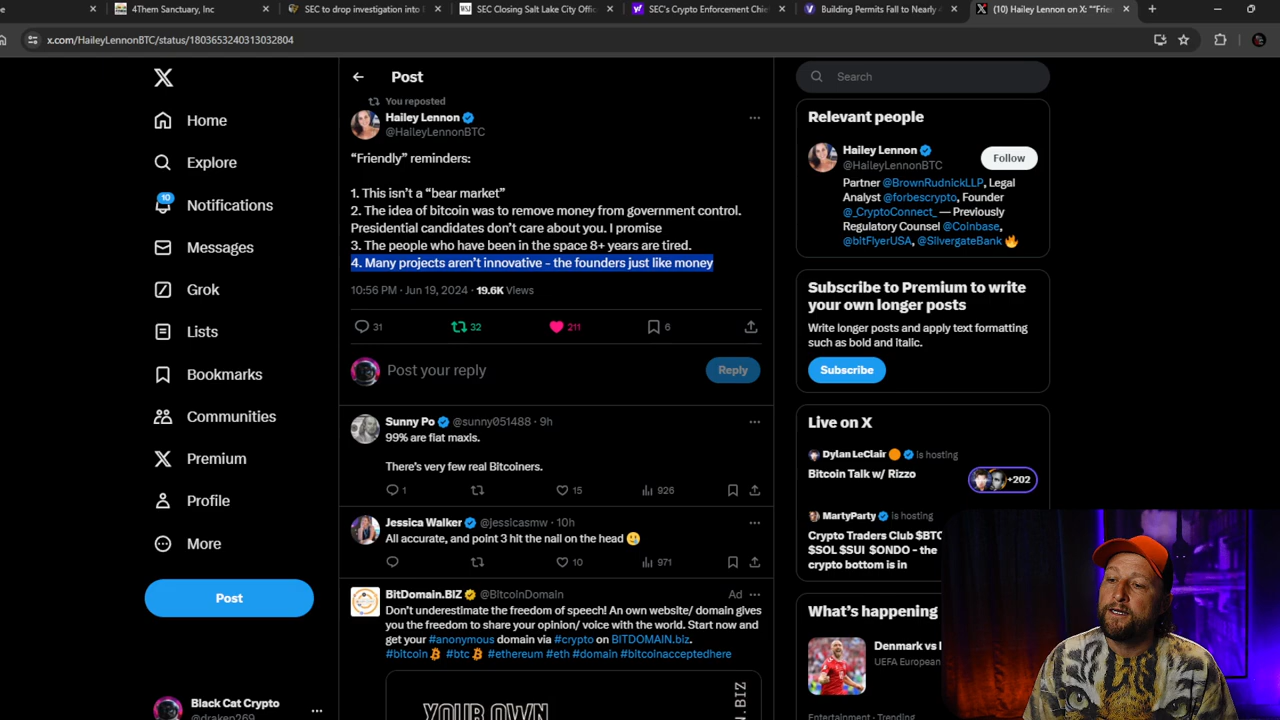 4Them Sanctuary, Inc
SEC to drop investigation into
SEC Closing Salt Lake City Offic
SEC's Crypto Enforcement Chief
Building Permits Fall to Nearly
(10) Hailey Lennon on X: "“Frien
x.com/HaileyLennonBTC/status/1803653240313032804
Home
Explore
10
Notifications
Messages
Grok
Lists
Bookmarks
Communities
Premium
Profile
More
Post
Black Cat Crypto
@draken269
Post
You reposted
Hailey Lennon
@HaileyLennonBTC
“Friendly” reminders:
1. This isn’t a “bear market”
2. The idea of bitcoin was to remove money from government control.
Presidential candidates don’t care about you. I promise
3. The people who have been in the space 8+ years are tired.
4. Many projects aren’t innovative - the founders just like money
10:56 PM · Jun 19, 2024 · 19.6K Views
31 32 211 6
Post your reply
Reply
Sunny Po @sunny051488 · 9h
99% are fiat maxis.
There’s very few real Bitcoiners.
1 15 926
Jessica Walker @jessicasmw · 10h
All accurate, and point 3 hit the nail on the head 🥲
10 971
BitDomain.BIZ @BitcoinDomain Ad
Don’t underestimate the freedom of speech! An own website/ domain gives
you the freedom to share your opinion/ voice with the world. Start now and
get your #anonymous domain via #crypto on BITDOMAIN.biz.
#bitcoin #btc #ethereum #eth #domain #bitcoinacceptedhere
YOUR OWN
N.BIZ
Search
Relevant people
Hailey Lennon
@HaileyLennonBTC
Follow
Partner @BrownRudnickLLP, Legal
Analyst @forbescrypto, Founder
@_CryptoConnect_ — Previously
Regulatory Counsel @Coinbase,
@bitFlyerUSA, @SilvergateBank 🔥
Subscribe to Premium to
write your own longer posts
Write longer posts and apply text formatting
such as bold and italic.
Subscribe
Live on X
Dylan LeClair 🟠 is hosting
Bitcoin Talk w/ Rizzo
+202
MartyParty is hosting
Crypto Traders Club $BTC
$SOL $SUI $ONDO - the
crypto bottom is in
What’s happening
Denmark vs
UEFA European
Entertainment · Trending